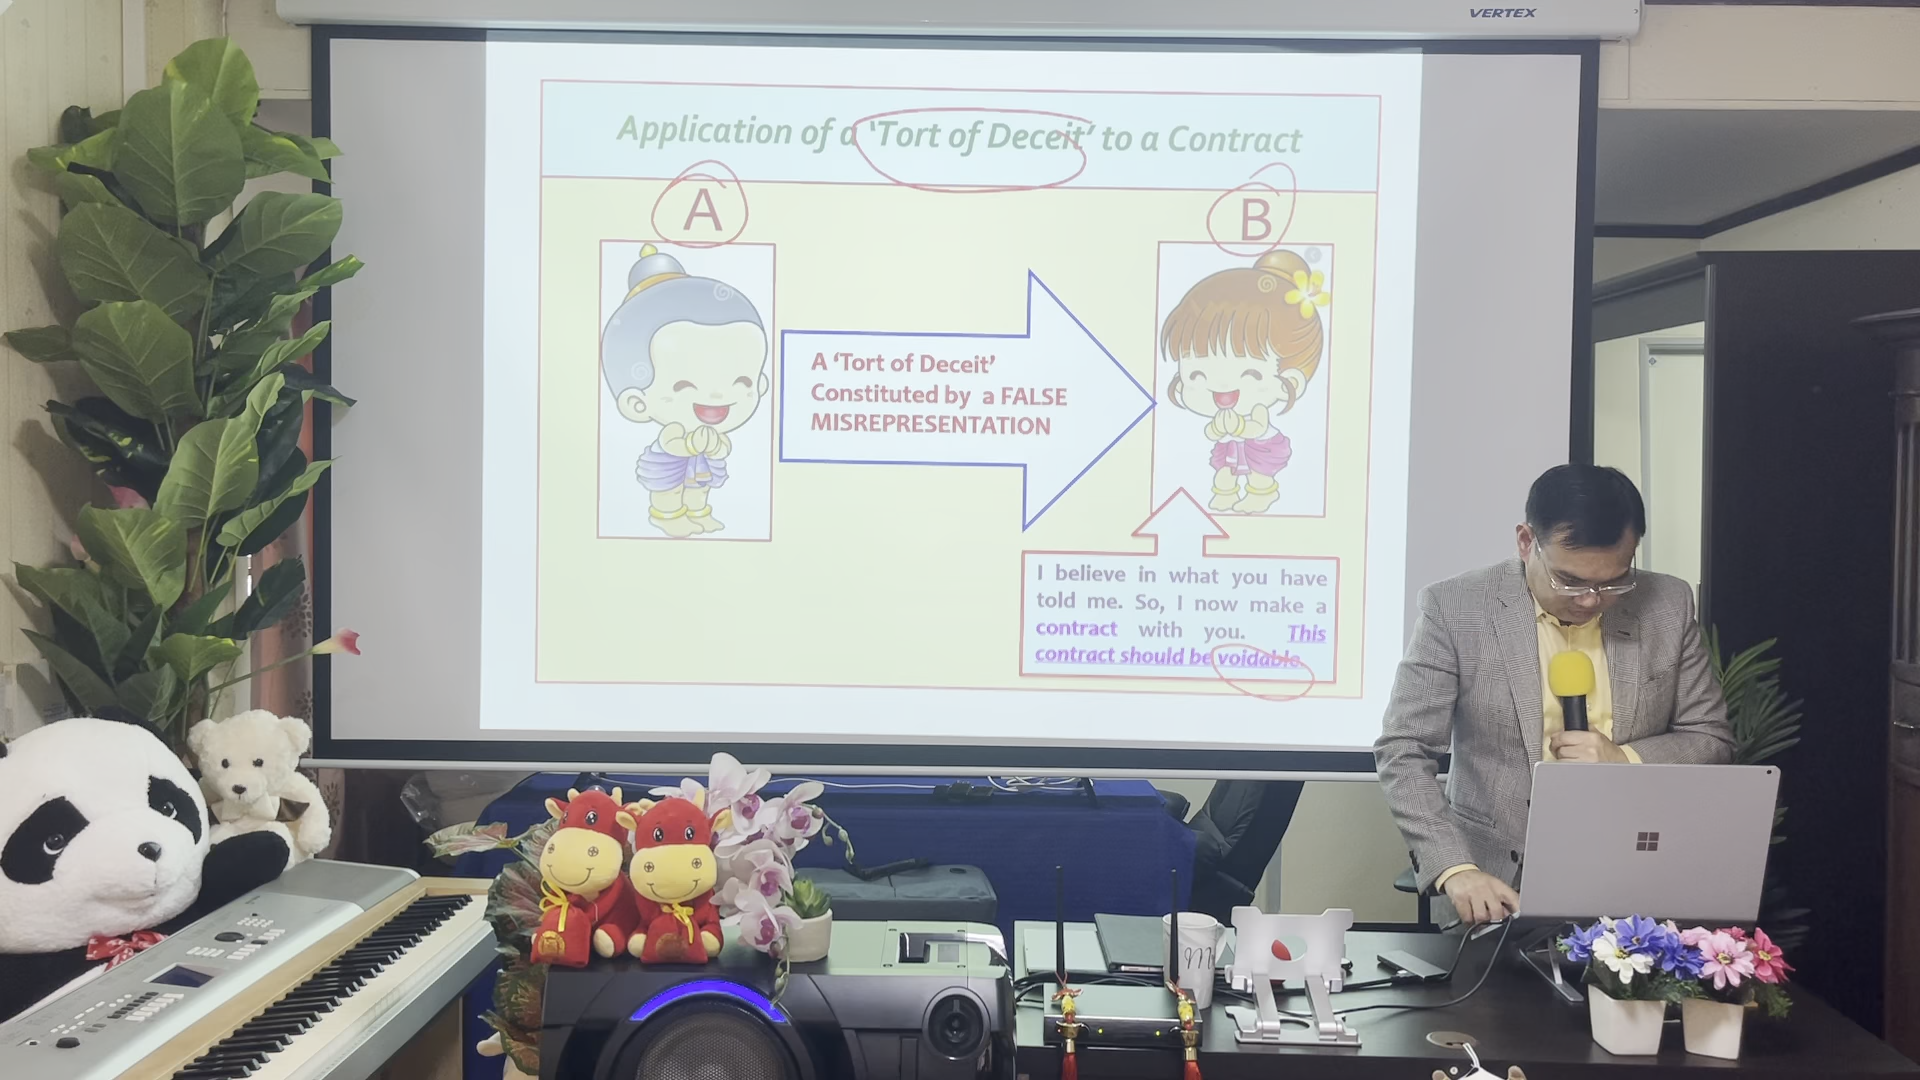 VERTEX
Application of a 'Tort of Deceit' to a Contract
A
B
A 'Tort of Deceit'
Constituted by a FALSE
MISREPRESENTATION
I believe in what you have
told me. So, I now make a
contract with you. This
contract should be voidable.